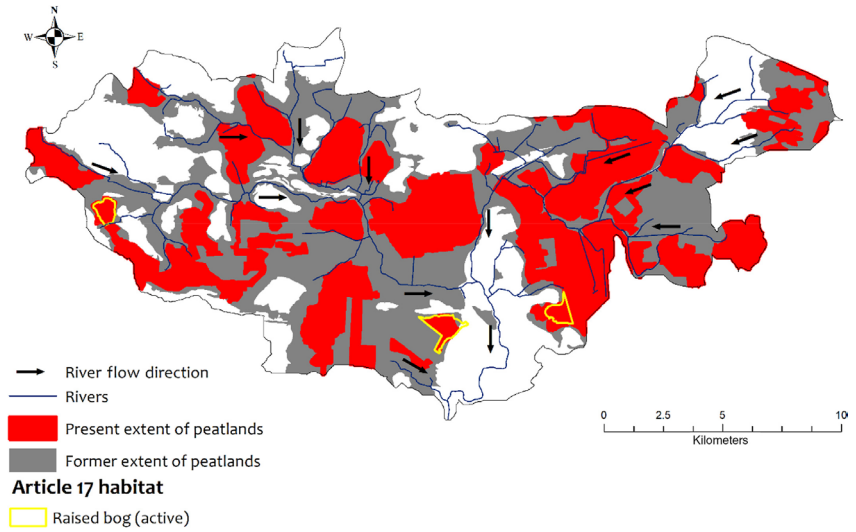 N
W E
S
River flow direction
Rivers
Present extent of peatlands
Former extent of peatlands
Article 17 habitat
Raised bog (active)
0 2.5 5 10
Kilometers